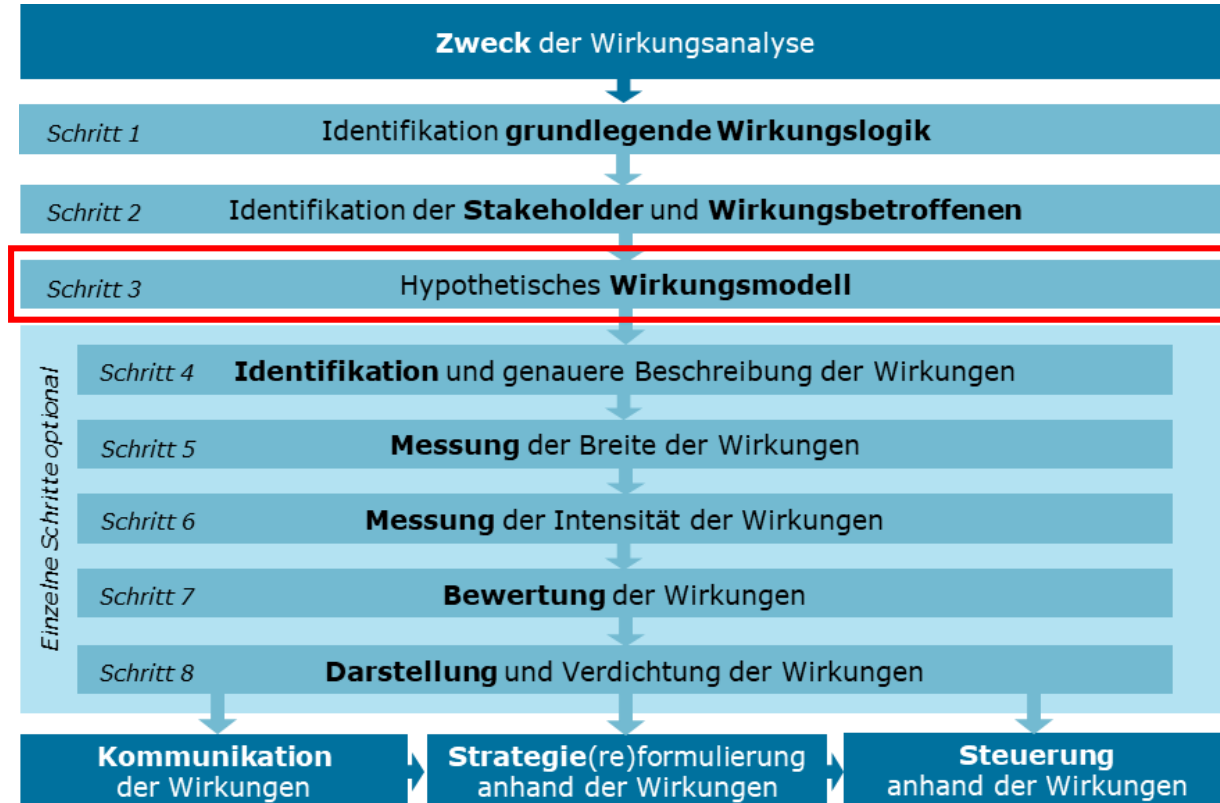 Zweck der Wirkungsanalyse
Schritt 1 Identifikation grundlegende Wirkungslogik
Schritt 2 Identifikation der Stakeholder und Wirkungsbetroffenen
Schritt 3 Hypothetisches Wirkungsmodell
Einzelne Schritte optional
Schritt 4 Identifikation und genauere Beschreibung der Wirkungen
Schritt 5 Messung der Breite der Wirkungen
Schritt 6 Messung der Intensität der Wirkungen
Schritt 7 Bewertung der Wirkungen
Schritt 8 Darstellung und Verdichtung der Wirkungen
Kommunikation
der Wirkungen
Strategie(re)formulierung
anhand der Wirkungen
Steuerung
anhand der Wirkungen